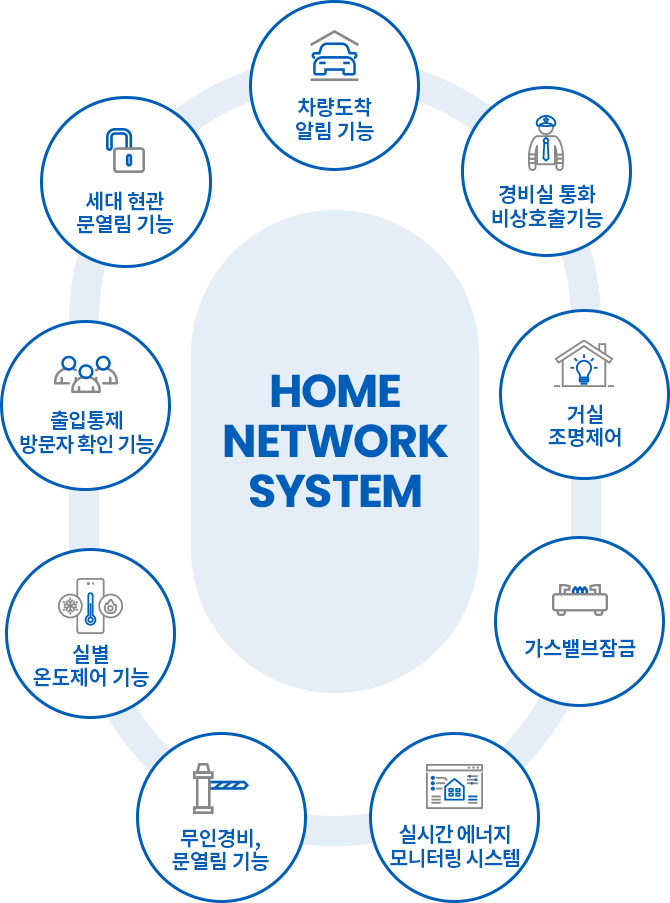 차량도착
알림 기능
세대 현관
문열림 기능
경비실 통화
비상호출기능
출입통제
방문자 확인 기능
HOME
NETWORK
SYSTEM
거실
조명제어
실별
온도제어 기능
가스밸브잠금
무인경비,
문열림 기능
실시간 에너지
모니터링 시스템